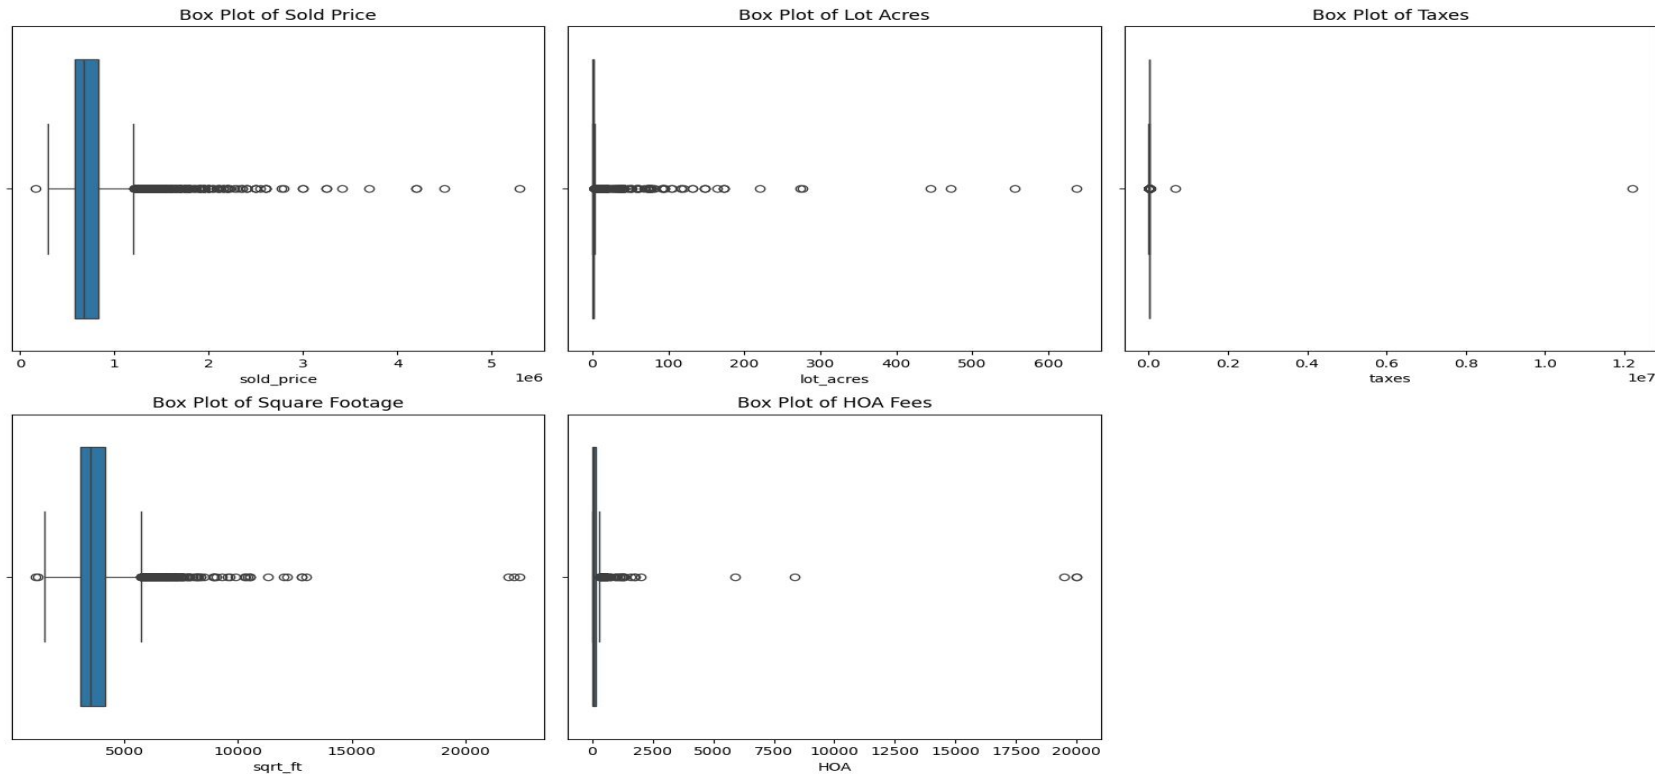 Box Plot of Sold Price
0 1 2 3 4 5
sold_price 1e6
Box Plot of Lot Acres
0 100 200 300 400 500 600
lot_acres
Box Plot of Taxes
0.0 0.2 0.4 0.6 0.8 1.0 1.2
taxes 1e7
Box Plot of Square Footage
5000 10000 15000 20000
sqrt_ft
Box Plot of HOA Fees
0 2500 5000 7500 10000 12500 15000 17500 20000
HOA